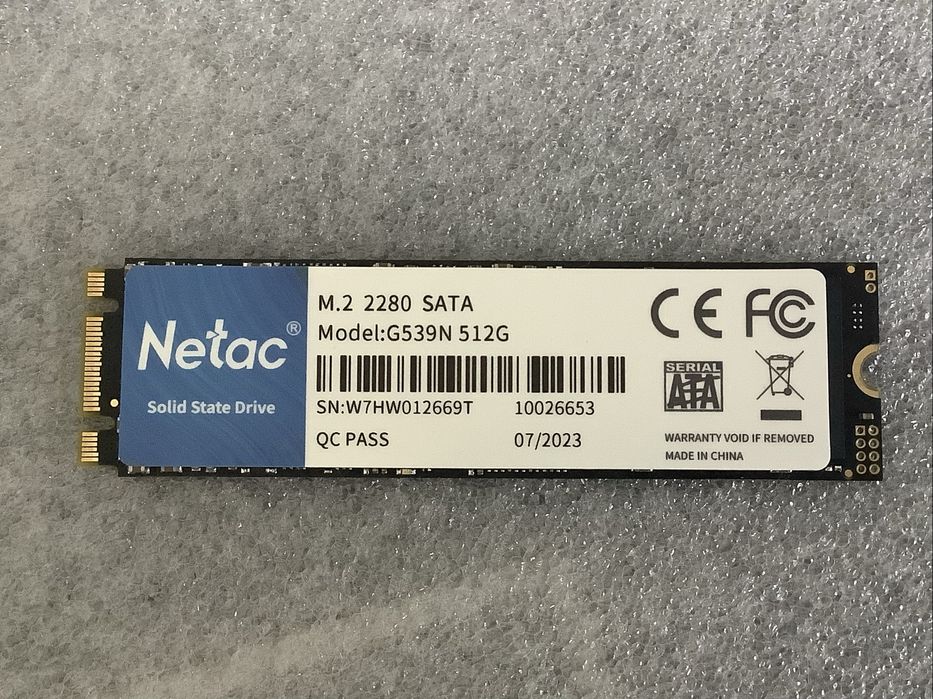 Netac®
Solid State Drive
M.2 2280 SATA
Model:G539N 512G
SN:W7HW012669T 10026653
QC PASS 07/2023
CE FC
SERIAL
ATA
WARRANTY VOID IF REMOVED
MADE IN CHINA